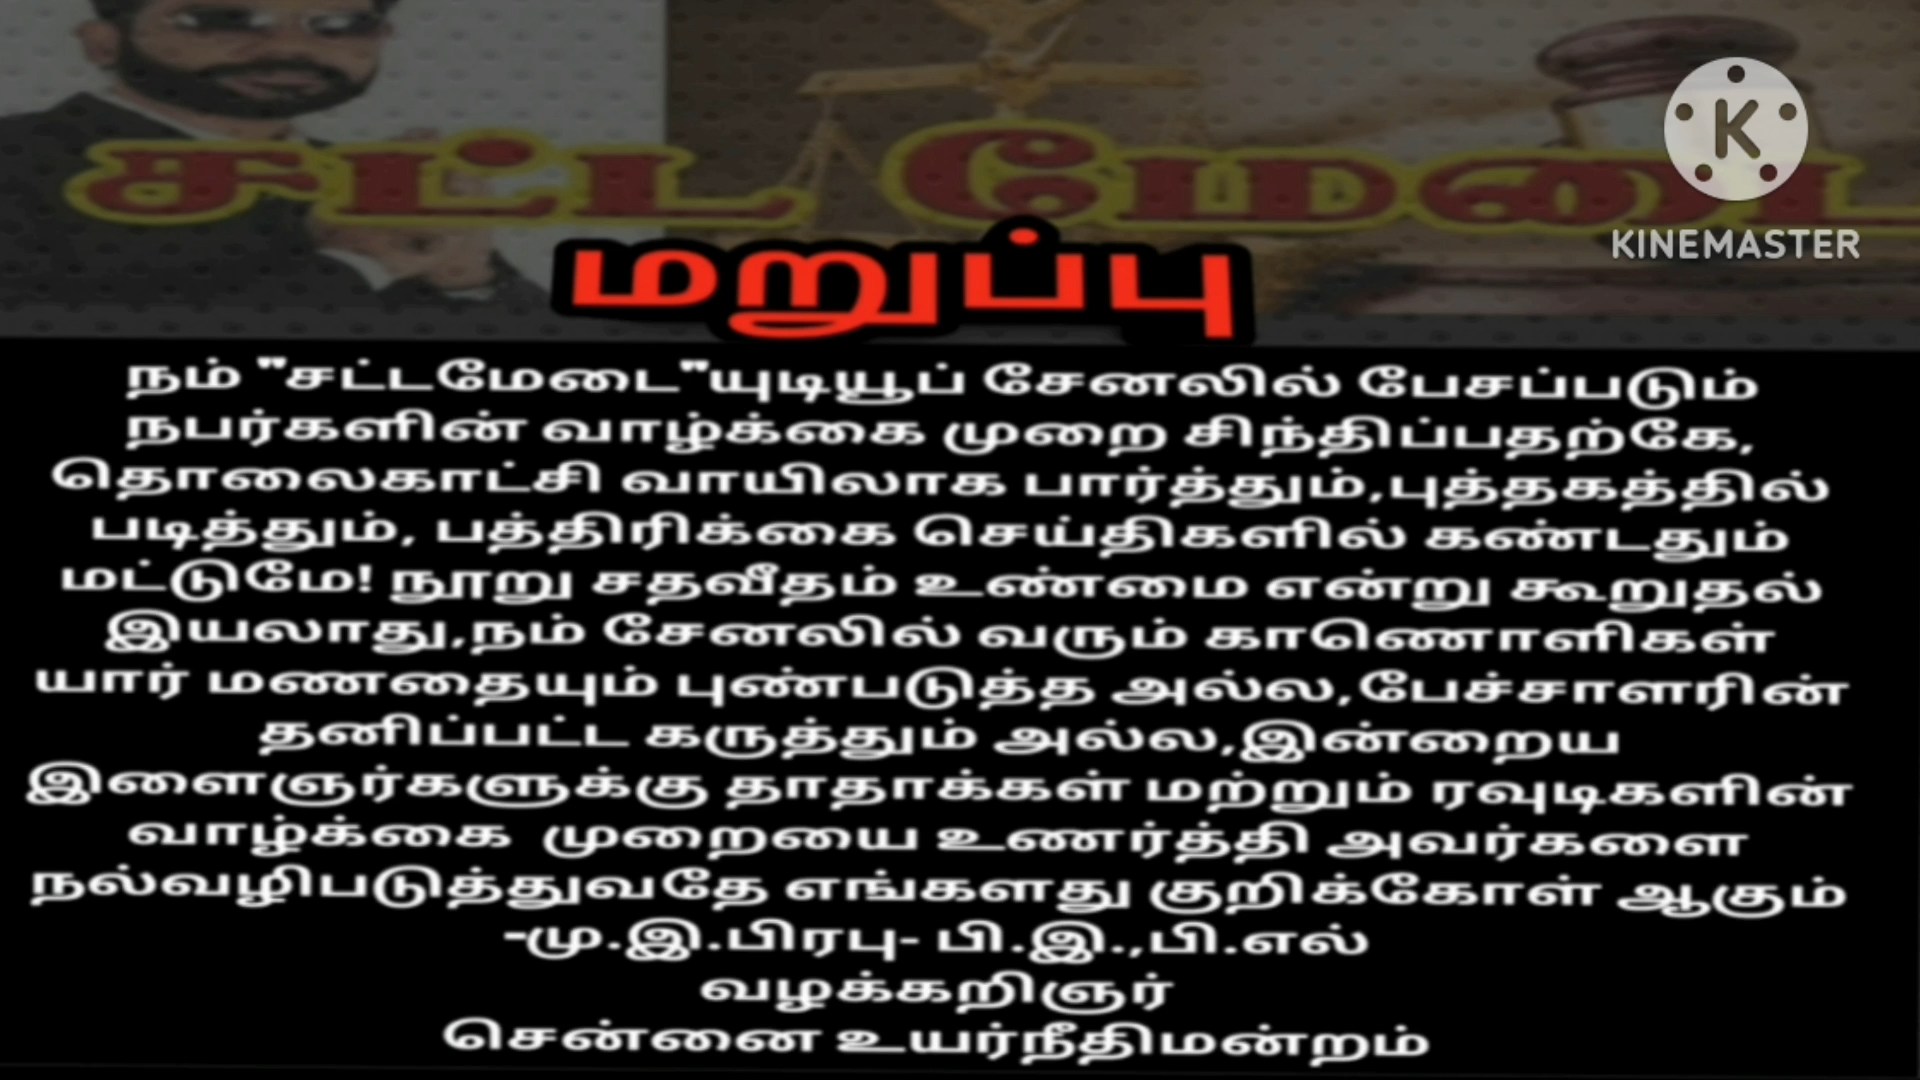 சட்ட மேடை
KINEMASTER
மறுப்பு
நம் "சட்டமேடை"யுடியூப் சேனலில் பேசப்படும்
நபர்களின் வாழ்க்கை முறை சிந்திப்பதற்கே,
தொலைகாட்சி வாயிலாக பார்த்தும்,புத்தகத்தில்
படித்தும், பத்திரிக்கை செய்திகளில் கண்டதும்
மட்டுமே! நூறு சதவீதம் உண்மை என்று கூறுதல்
இயலாது,நம் சேனலில் வரும் காணொளிகள்
யார் மணதையும் புண்படுத்த அல்ல,பேச்சாளரின்
தனிப்பட்ட கருத்தும் அல்ல,இன்றைய
இளைஞர்களுக்கு தாதாக்கள் மற்றும் ரவுடிகளின்
வாழ்க்கை முறையை உணர்த்தி அவர்களை
நல்வழிபடுத்துவதே எங்களது குறிக்கோள் ஆகும்
-மு.இ.பிரபு- பி.இ.,பி.எல்
வழக்கறிஞர்
சென்னை உயர்நீதிமன்றம்